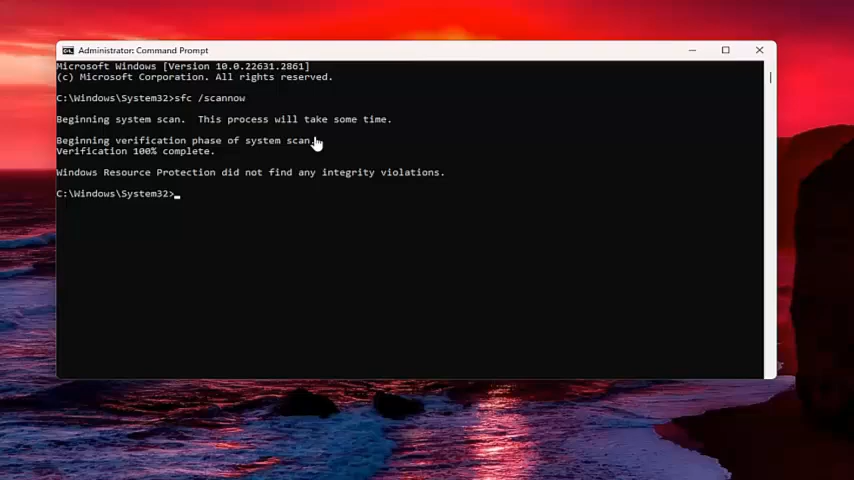 Administrator: Command Prompt
Microsoft Windows [Version 10.0.22631.2861]
(c) Microsoft Corporation. All rights reserved.
C:\Windows\System32>sfc /scannow
Beginning system scan.  This process will take some time.
Beginning verification phase of system scan.
Verification 100% complete.
Windows Resource Protection did not find any integrity violations.
C:\Windows\System32>